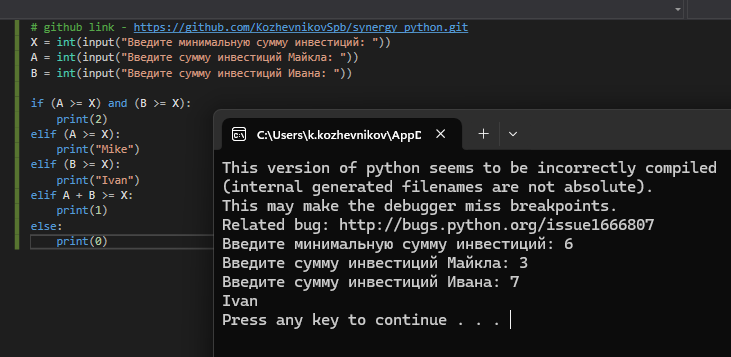 # github link - https://github.com/KozhevnikovSpb/synergy_python.git
X = int(input("Введите минимальную сумму инвестиций: "))
A = int(input("Введите сумму инвестиций Майкла: "))
B = int(input("Введите сумму инвестиций Ивана: "))
if (A >= X) and (B >= X):
print(2)
elif (A >= X):
print("Mike")
elif (B >= X):
print("Ivan")
elif A + B >= X:
print(1)
else:
print(0)
C:\Users\k.kozhevnikov\AppD
This version of python seems to be incorrectly compiled
(internal generated filenames are not absolute).
This may make the debugger miss breakpoints.
Related bug: http://bugs.python.org/issue1666807
Введите минимальную сумму инвестиций: 6
Введите сумму инвестиций Майкла: 3
Введите сумму инвестиций Ивана: 7
Ivan
Press any key to continue . . .